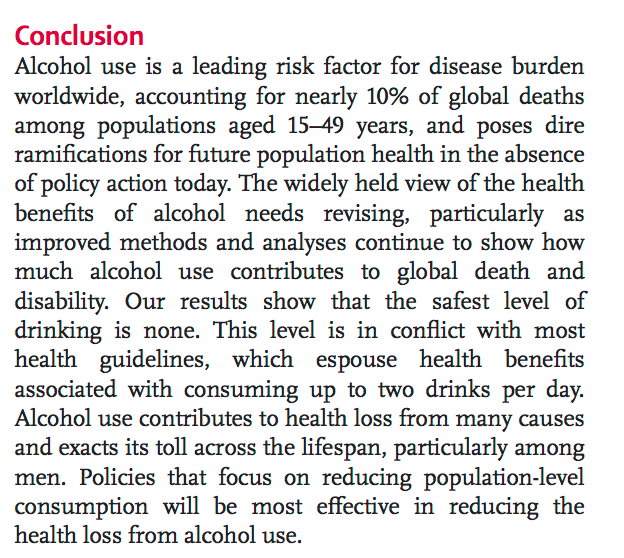 Conclusion
Alcohol use is a leading risk factor for disease burden
worldwide, accounting for nearly 10% of global deaths
among populations aged 15–49 years, and poses dire
ramifications for future population health in the absence
of policy action today. The widely held view of the health
benefits of alcohol needs revising, particularly as
improved methods and analyses continue to show how
much alcohol use contributes to global death and
disability. Our results show that the safest level of
drinking is none. This level is in conflict with most
health guidelines, which espouse health benefits
associated with consuming up to two drinks per day.
Alcohol use contributes to health loss from many causes
and exacts its toll across the lifespan, particularly among
men. Policies that focus on reducing population-level
consumption will be most effective in reducing the
health loss from alcohol use.